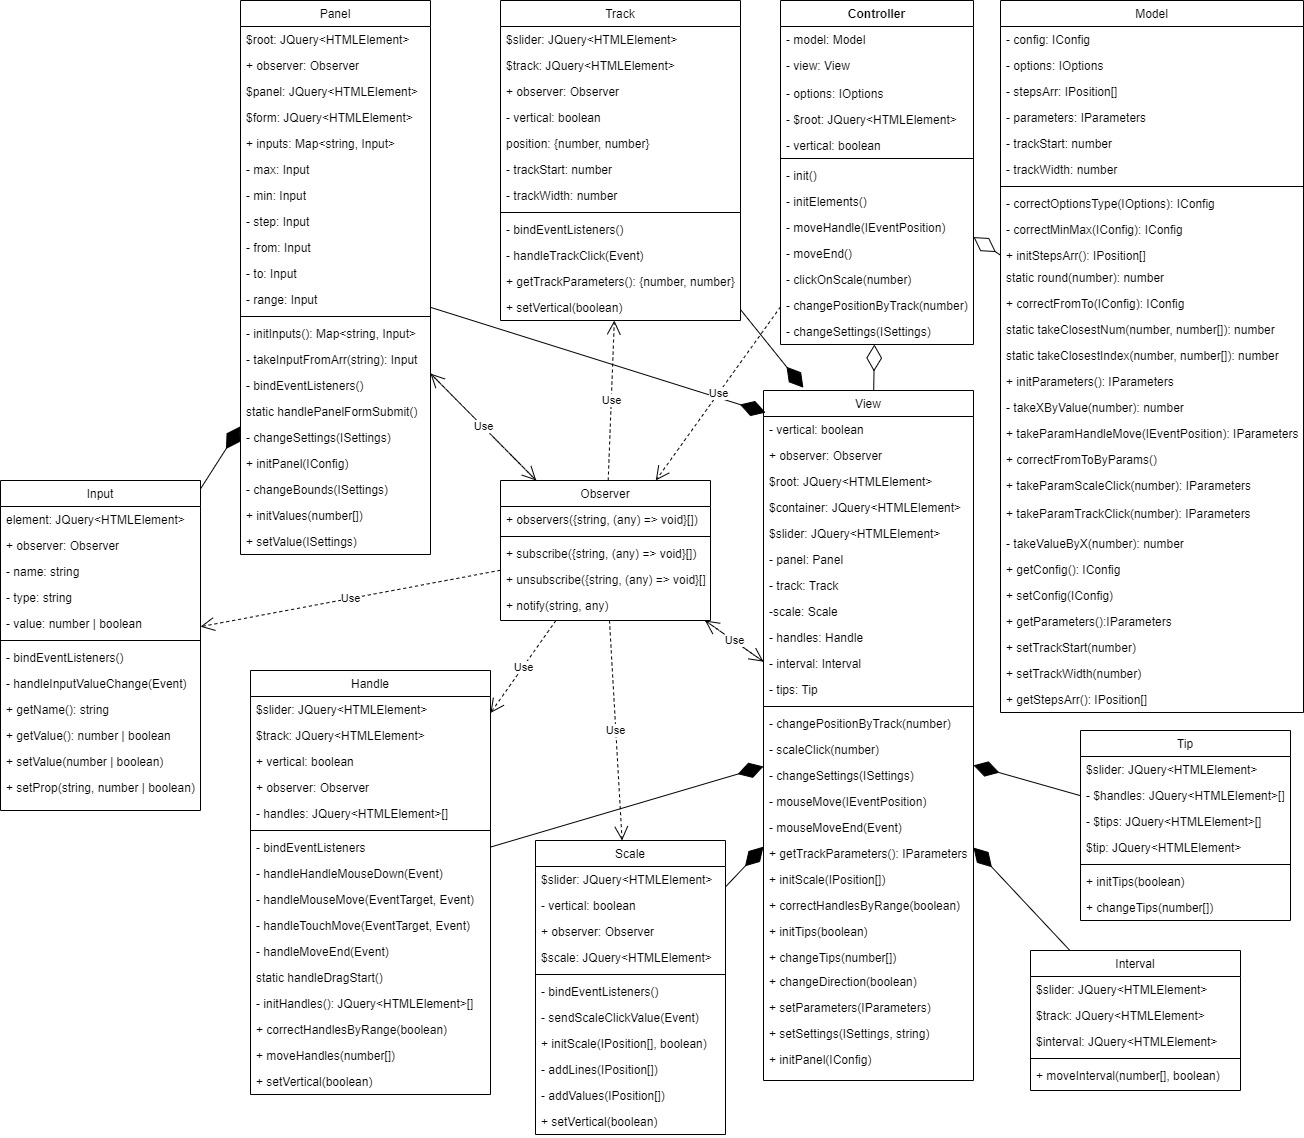 Panel
$root: JQuery<HTMLElement>
+ observer: Observer
$panel: JQuery<HTMLElement>
$form: JQuery<HTMLElement>
+ inputs: Map<string, Input>
- max: Input
- min: Input
- step: Input
- from: Input
- to: Input
- range: Input
- initInputs(): Map<string, Input>
- takeInputFromArr(string): Input
- bindEventListeners()
static handlePanelFormSubmit()
- changeSettings(ISettings)
+ initPanel(IConfig)
- changeBounds(ISettings)
+ initValues(number[])
+ setValue(ISettings)
Track
$slider: JQuery<HTMLElement>
$track: JQuery<HTMLElement>
+ observer: Observer
- vertical: boolean
position: {number, number}
- trackStart: number
- trackWidth: number
- bindEventListeners()
- handleTrackClick(Event)
+ getTrackParameters(): {number, number}
+ setVertical(boolean)
Controller
- model: Model
- view: View
- options: IOptions
- $root: JQuery<HTMLElement>
- vertical: boolean
- init()
- initElements()
- moveHandle(IEventPosition)
- moveEnd()
- clickOnScale(number)
- changePositionByTrack(number)
- changeSettings(ISettings)
Model
- config: IConfig
- options: IOptions
- stepsArr: IPosition[]
- parameters: IParameters
- trackStart: number
- trackWidth: number
- correctOptionsType(IOptions): IConfig
- correctMinMax(IConfig): IConfig
+ initStepsArr(): IPosition[]
static round(number): number
+ correctFromTo(IConfig): IConfig
static takeClosestNum(number, number[]): number
static takeClosestIndex(number, number[]): number
+ initParameters(): IParameters
- takeXByValue(number): number
+ takeParamHandleMove(IEventPosition): IParameters
+ correctFromToByParams()
+ takeParamScaleClick(number): IParameters
+ takeParamTrackClick(number): IParameters
- takeValueByX(number): number
+ getConfig(): IConfig
+ setConfig(IConfig)
+ getParameters():IParameters
+ setTrackStart(number)
+ setTrackWidth(number)
+ getStepsArr(): IPosition[]
Use
Use
Use
Input
element: JQuery<HTMLElement>
+ observer: Observer
- name: string
- type: string
- value: number | boolean
- bindEventListeners()
- handleInputValueChange(Event)
+ getName(): string
+ getValue(): number | boolean
+ setValue(number | boolean)
+ setProp(string, number | boolean)
Observer
+ observers({string, (any) => void}[])
+ subscribe({string, (any) => void}[])
+ unsubscribe({string, (any) => void}[]
+ notify(string, any)
Use
Use
Use
Use
View
- vertical: boolean
+ observer: Observer
$root: JQuery<HTMLElement>
$container: JQuery<HTMLElement>
$slider: JQuery<HTMLElement>
- panel: Panel
- track: Track
-scale: Scale
- handles: Handle
- interval: Interval
- tips: Tip
- changePositionByTrack(number)
- scaleClick(number)
- changeSettings(ISettings)
- mouseMove(IEventPosition)
- mouseMoveEnd(Event)
+ getTrackParameters(): IParameters
+ initScale(IPosition[])
+ correctHandlesByRange(boolean)
+ initTips(boolean)
+ changeTips(number[])
+ changeDirection(boolean)
+ setParameters(IParameters)
+ setSettings(ISettings, string)
+ initPanel(IConfig)
Handle
$slider: JQuery<HTMLElement>
$track: JQuery<HTMLElement>
+ vertical: boolean
+ observer: Observer
- handles: JQuery<HTMLElement>[]
- bindEventListeners
- handleHandleMouseDown(Event)
- handleMouseMove(EventTarget, Event)
- handleTouchMove(EventTarget, Event)
- handleMoveEnd(Event)
static handleDragStart()
- initHandles(): JQuery<HTMLElement>[]
+ correctHandlesByRange(boolean)
+ moveHandles(number[])
+ setVertical(boolean)
Scale
$slider: JQuery<HTMLElement>
- vertical: boolean
+ observer: Observer
$scale: JQuery<HTMLElement>
- bindEventListeners()
- sendScaleClickValue(Event)
+ initScale(IPosition[], boolean)
- addLines(IPosition[])
- addValues(IPosition[])
+ setVertical(boolean)
Tip
$slider: JQuery<HTMLElement>
- $handles: JQuery<HTMLElement>[]
- $tips: JQuery<HTMLElement>[]
$tip: JQuery<HTMLElement>
+ initTips(boolean)
+ changeTips(number[])
Interval
$slider: JQuery<HTMLElement>
$track: JQuery<HTMLElement>
$interval: JQuery<HTMLElement>
+ moveInterval(number[], boolean)